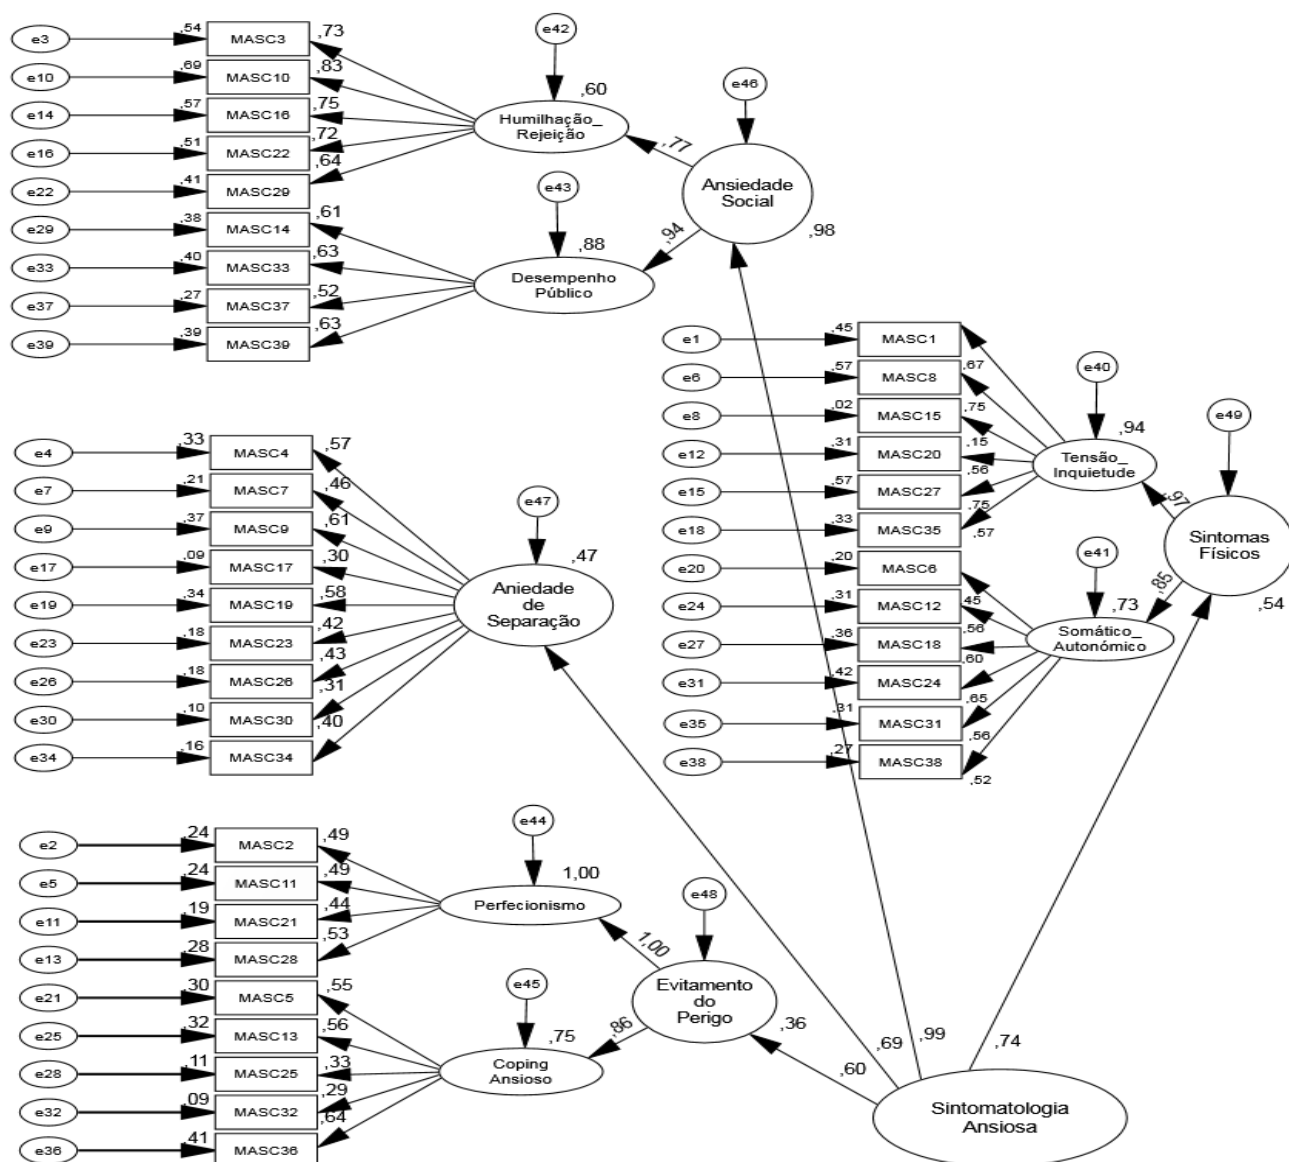 e3
,54
MASC3
,73
e10
,69
MASC10
,83
e14
,57
MASC16
,75
e16
,51
MASC22
,72
e22
,41
MASC29
,64
e29
,38
MASC14
,61
e33
,40
MASC33
,63
e37
,27
MASC37
,52
e39
,39
MASC39
,63
e42
,60
Humilhação_
Rejeição
e43
,88
Desempenho
Público
,77
,94
e46
Ansiedade
Social
,98
e4
,33
MASC4
,57
e7
,21
MASC7
,46
e9
,37
MASC9
,61
e17
,09
MASC17
,30
e19
,34
MASC19
,58
e23
,18
MASC23
,42
e26
,18
MASC26
,43
e30
,10
MASC30
,31
e34
,16
MASC34
,40
e47
,47
Aniedade
de
Separação
e1
,45
MASC1
,67
e6
,57
MASC8
,75
e8
,02
MASC15
,15
e12
,31
MASC20
,56
e15
,57
MASC27
,75
e18
,33
MASC35
,57
e20
,20
MASC6
,45
e24
,31
MASC12
,56
e27
,36
MASC18
,60
e31
,42
MASC24
,65
e35
,31
MASC31
,56
e38
,27
MASC38
,52
e40
,94
Tensão_
Inquietude
e41
,73
Somático_
Autonómico
,97
,85
e49
Sintomas
Físicos
,54
e2
,24
MASC2
,49
e5
,24
MASC11
,49
e11
,19
MASC21
,44
e13
,28
MASC28
,53
e21
,30
MASC5
,55
e25
,32
MASC13
,56
e28
,11
MASC25
,33
e32
,09
MASC32
,29
e36
,41
MASC36
,64
e44
1,00
Perfecionismo
e45
,75
Coping
Ansioso
1,00
,86
e48
Evitamento
do
Perigo
,36
,60
,69
,99
,74
Sintomatologia
Ansiosa